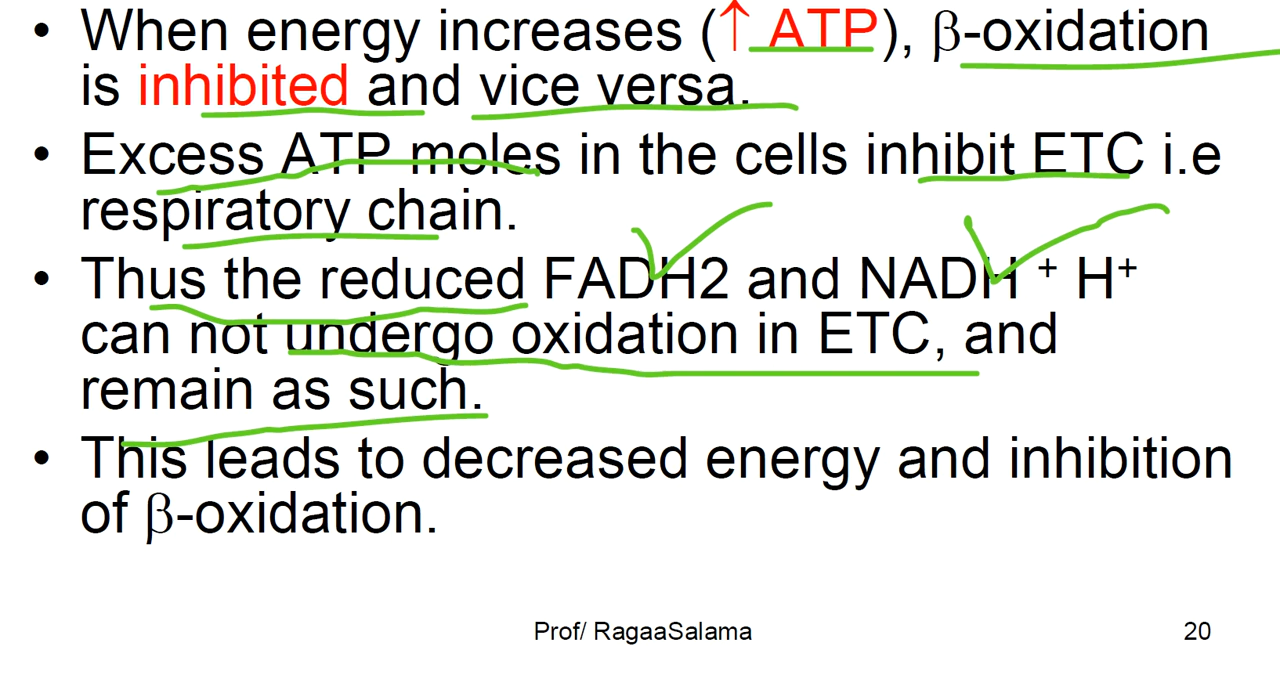 • When energy increases (↑ ATP), β-oxidation
is inhibited and vice versa.
• Excess ATP moles in the cells inhibit ETC i.e
respiratory chain.
• Thus the reduced FADH2 and NADH ⁺ H⁺
can not undergo oxidation in ETC, and
remain as such.
• This leads to decreased energy and inhibition
of β-oxidation.
Prof/ RagaaSalama
20